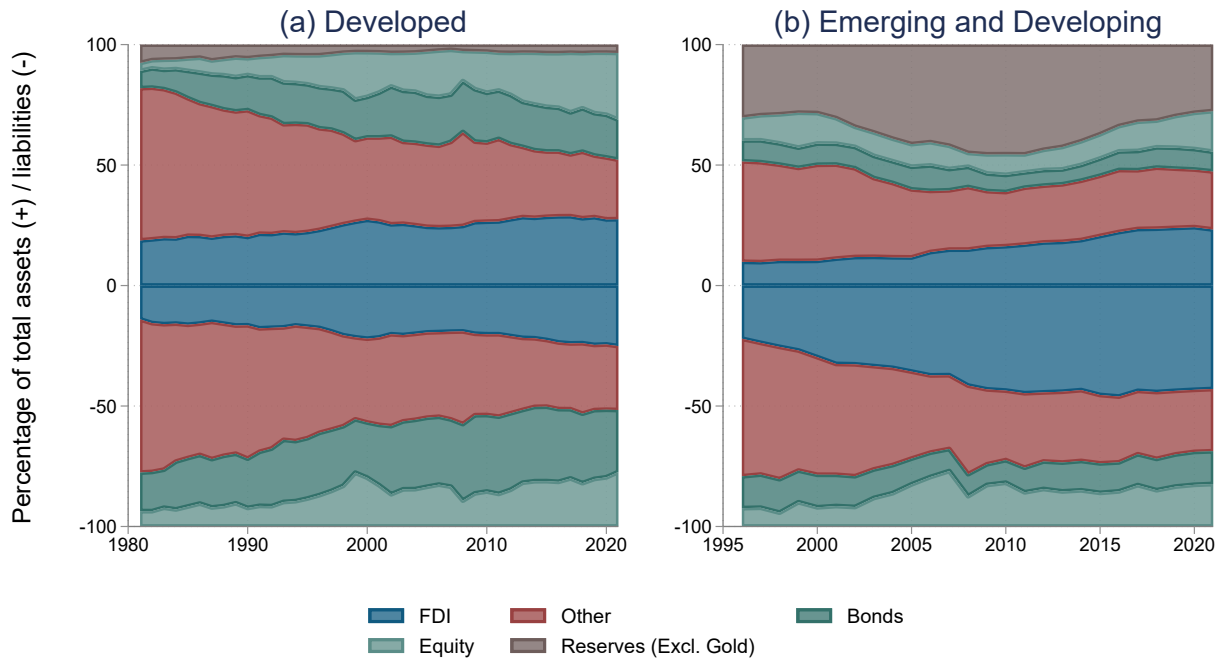 (a) Developed
(b) Emerging and Developing
Percentage of total assets (+) / liabilities (-)
100
50
0
-50
-100
1980
1990
2000
2010
2020
100
50
0
-50
-100
1995
2000
2005
2010
2015
2020
FDI
Other
Bonds
Equity
Reserves (Excl. Gold)